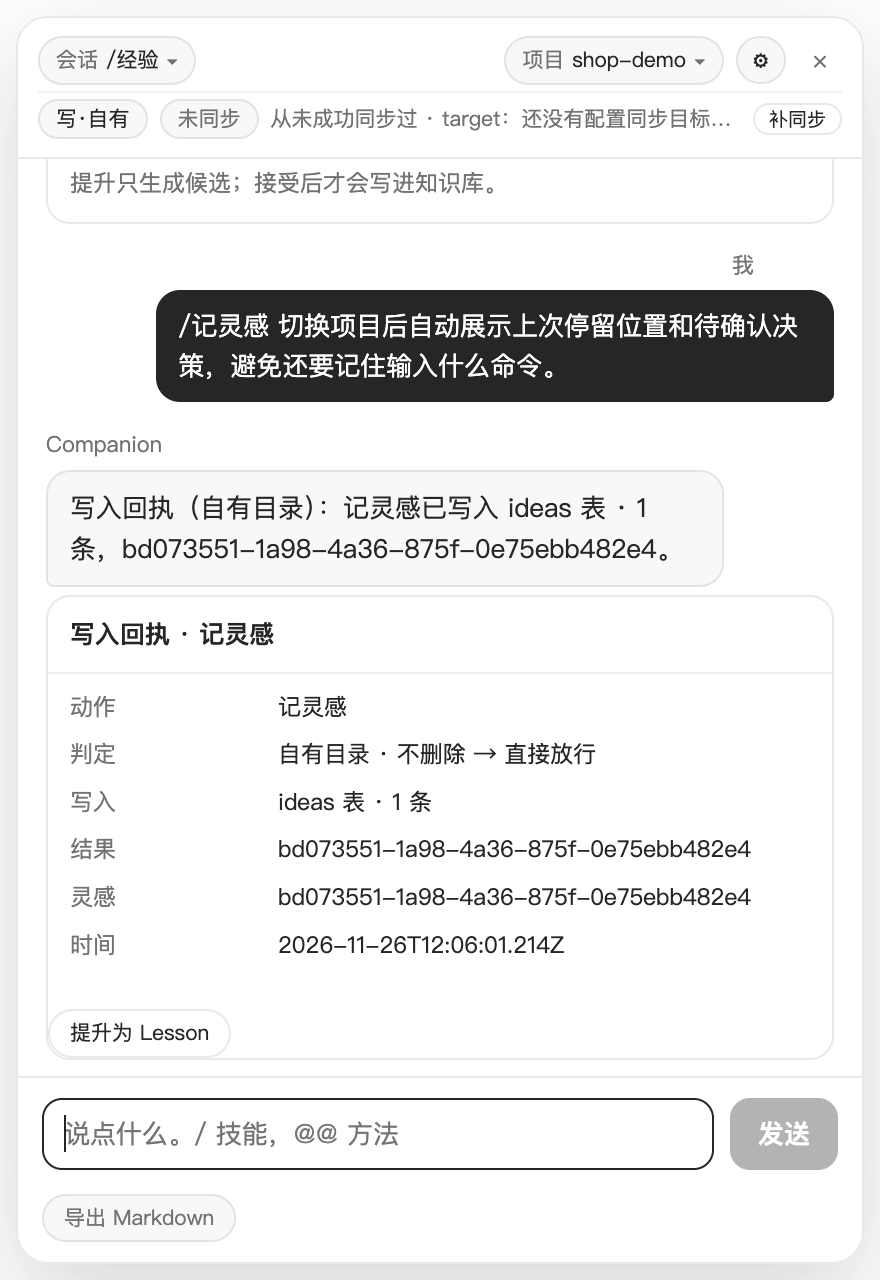 会话 /经验
项目 shop-demo
写·自有
未同步
从未成功同步过 · target：还没有配置同步目标...
补同步
提升只生成候选；接受后才会写进知识库。
我
/记灵感 切换项目后自动展示上次停留位置和待确认决
策，避免还要记住输入什么命令。
Companion
写入回执（自有目录）：记灵感已写入 ideas 表 · 1
条，bd073551-1a98-4a36-875f-0e75ebb482e4。
写入回执 · 记灵感
动作 记灵感
判定 自有目录 · 不删除 → 直接放行
写入 ideas 表 · 1 条
结果 bd073551-1a98-4a36-875f-0e75ebb482e4
灵感 bd073551-1a98-4a36-875f-0e75ebb482e4
时间 2026-11-26T12:06:01.214Z
提升为 Lesson
说点什么。/ 技能，@@ 方法
发送
导出 Markdown